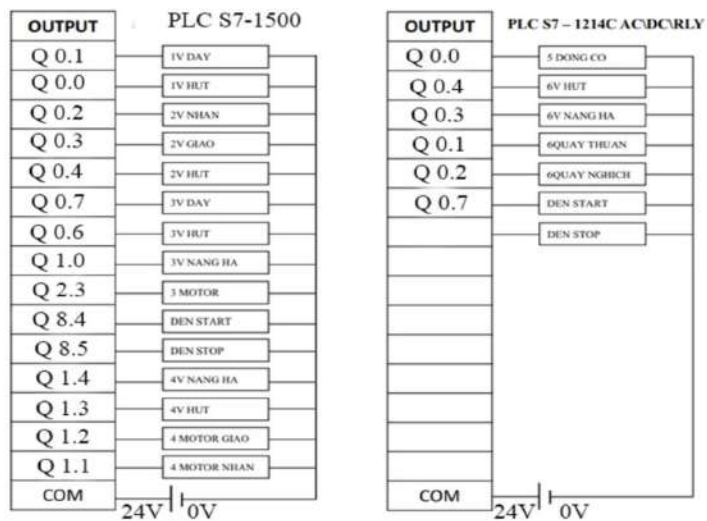 OUTPUT PLC S7-1500
Q 0.1 1V DAY
Q 0.0 1V HUT
Q 0.2 2V NHAN
Q 0.3 2V GIAO
Q 0.4 2V HUT
Q 0.7 3V DAY
Q 0.6 3V HUT
Q 1.0 3V NANG HA
Q 2.3 3 MOTOR
Q 8.4 DEN START
Q 8.5 DEN STOP
Q 1.4 4V NANG HA
Q 1.3 4V HUT
Q 1.2 4 MOTOR GIAO
Q 1.1 4 MOTOR NHAN
COM
24V 0V
OUTPUT PLC S7 – 1214C AC\DC\RLY
Q 0.0 5 DONG CO
Q 0.4 6V HUT
Q 0.3 6V NANG HA
Q 0.1 6QUAY THUAN
Q 0.2 6QUAY NGHICH
Q 0.7 DEN START
DEN STOP
COM
24V 0V